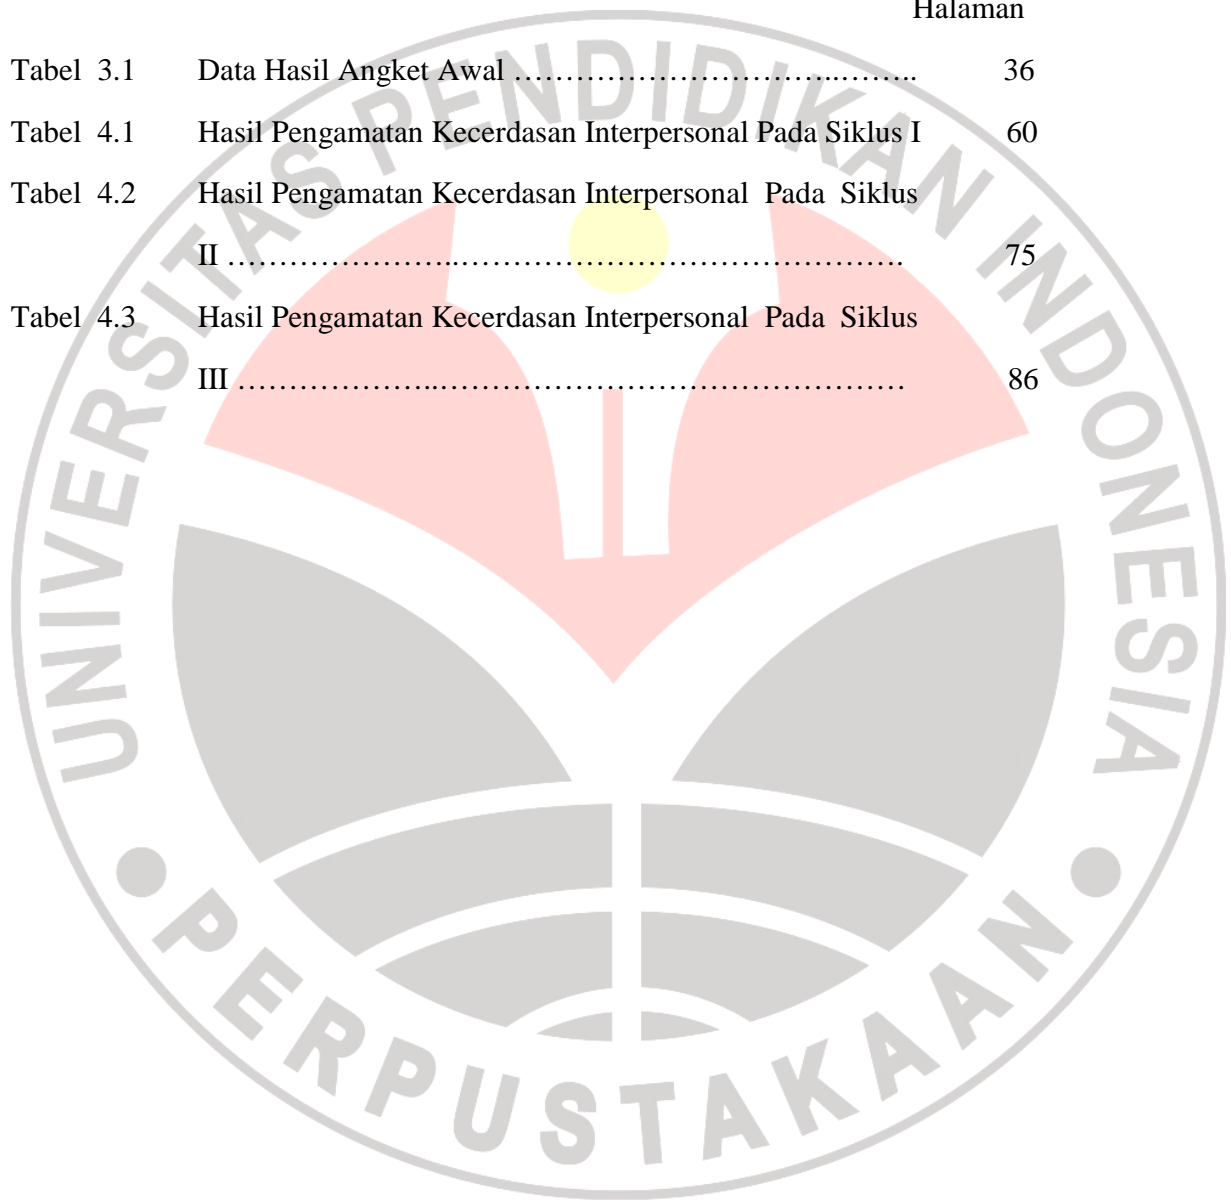 Halaman
Tabel 3.1 Data Hasil Angket Awal …………………………..…….. 36
Tabel 4.1 Hasil Pengamatan Kecerdasan Interpersonal Pada Siklus I 60
Tabel 4.2 Hasil Pengamatan Kecerdasan Interpersonal Pada Siklus
II …………………..……………………………………. 75
Tabel 4.3 Hasil Pengamatan Kecerdasan Interpersonal Pada Siklus
III ………………..……………………………………… 86
UNIVERSITAS PENDIDIKAN INDONESIA
PERPUSTAKAAN